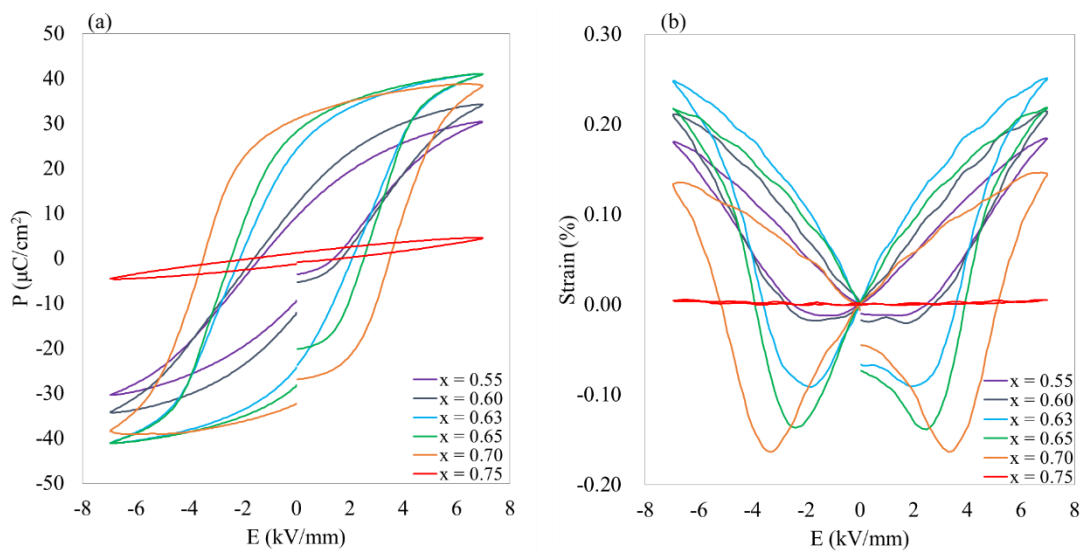 (a)
50
40
30
20
10
0
-10
-20
-30
-40
-50
P (μC/cm²)
-8 -6 -4 -2 0 2 4 6 8
E (kV/mm)
x = 0.55
x = 0.60
x = 0.63
x = 0.65
x = 0.70
x = 0.75
(b)
0.30
0.20
0.10
0.00
-0.10
-0.20
Strain (%)
-8 -6 -4 -2 0 2 4 6 8
E (kV/mm)
x = 0.55
x = 0.60
x = 0.63
x = 0.65
x = 0.70
x = 0.75